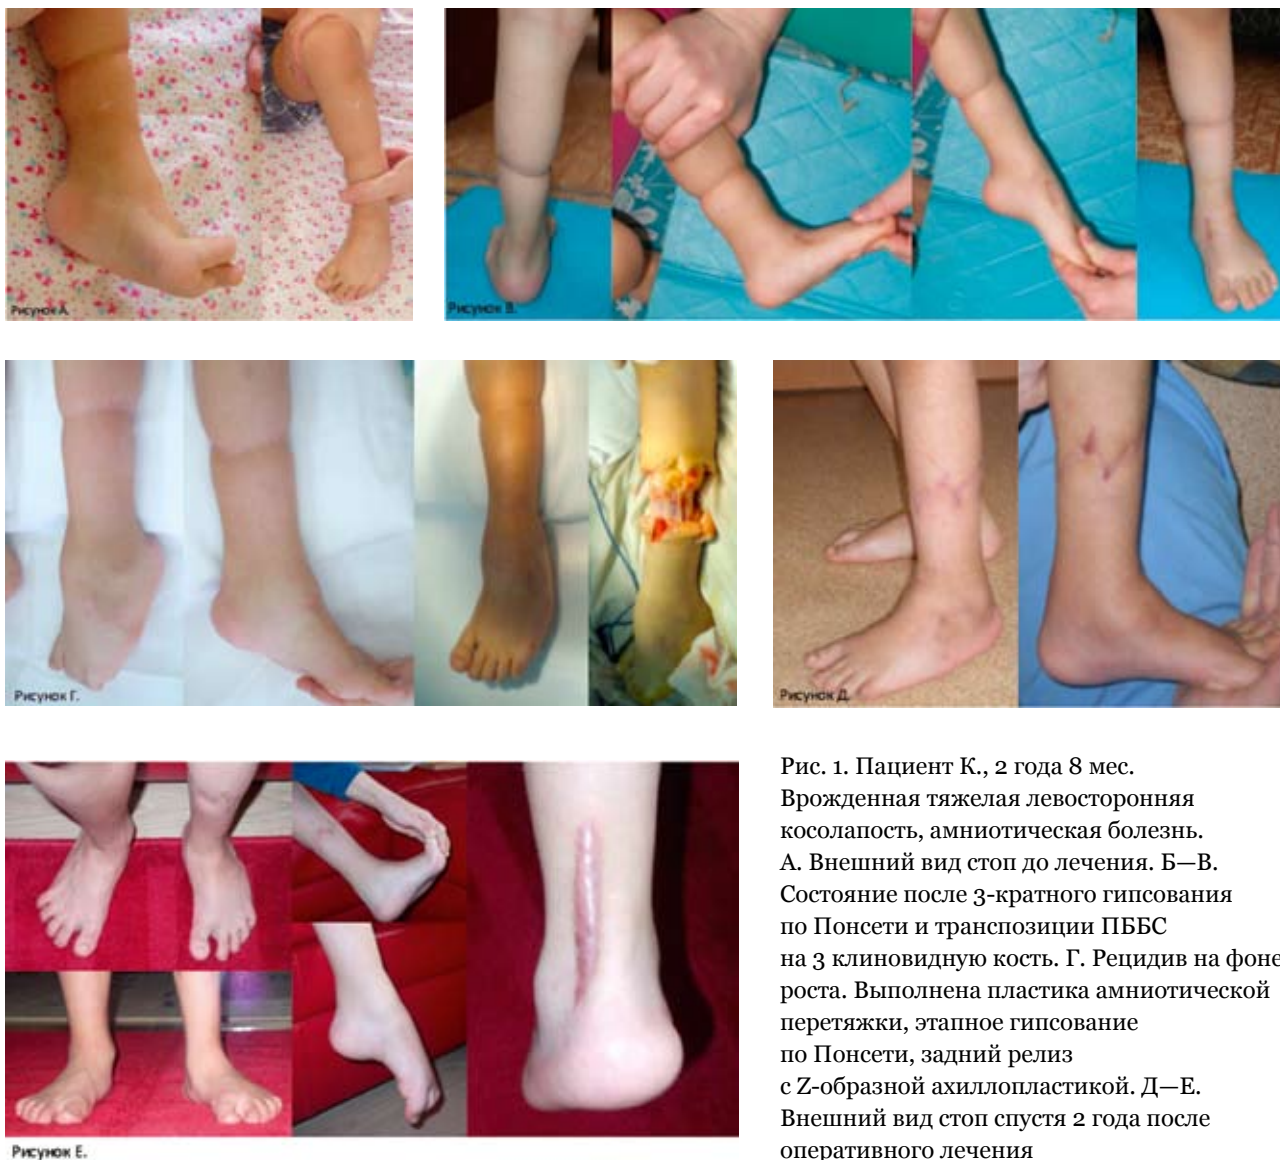 Рисунок А.
Рисунок В.
Рисунок Г.
Рисунок Д.
Рис. 1. Пациент К., 2 года 8 мес.
Врожденная тяжелая левосторонняя
косолапость, амниотическая болезнь.
А. Внешний вид стоп до лечения. Б—В.
Состояние после 3-кратного гипсования
по Понсети и транспозиции ПББС
на 3 клиновидную кость. Г. Рецидив на фоне
роста. Выполнена пластика амниотической
перетяжки, этапное гипсование
по Понсети, задний релиз
с Z-образной ахиллопластикой. Д—Е.
Внешний вид стоп спустя 2 года после
оперативного лечения
Рисунок Е.